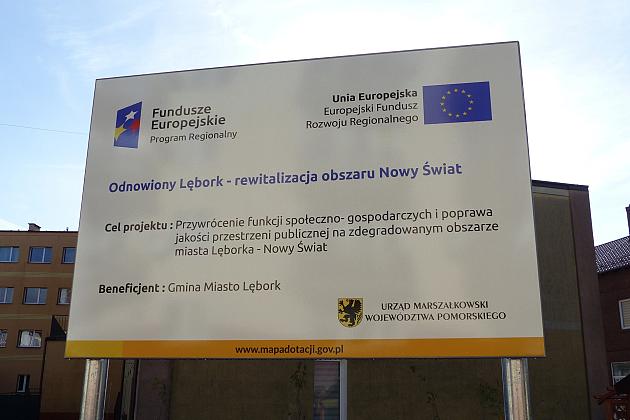 Fundusze
Europejskie
Program Regionalny
Unia Europejska
Europejski Fundusz
Rozwoju Regionalnego
Odnowiony Lębork - rewitalizacja obszaru Nowy Świat
Cel projektu : Przywrócenie funkcji społeczno- gospodarczych i poprawa
jakości przestrzeni publicznej na zdegradowanym obszarze
miasta Lęborka - Nowy Świat
Beneficjent : Gmina Miasto Lębork
URZĄD MARSZAŁKOWSKI
WOJEWÓDZTWA POMORSKIEGO
www.mapadotacji.gov.pl